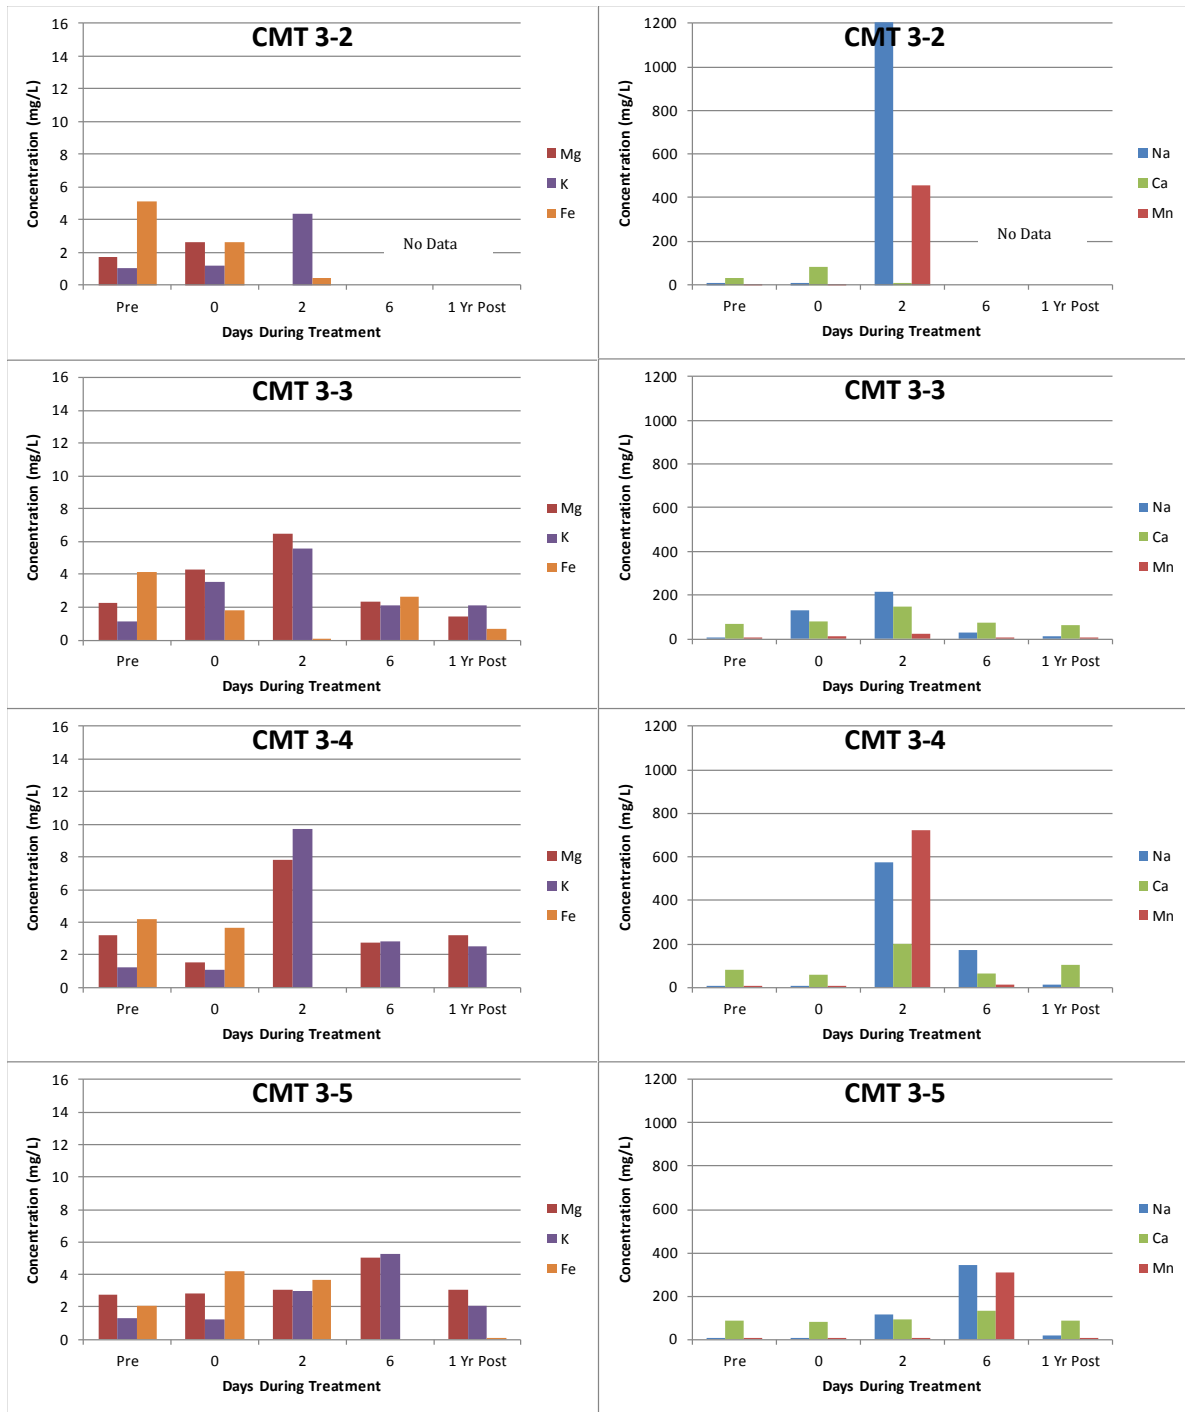 CMT 3-2
Concentration (mg/L)
16
14
12
10
8
6
4
2
0
No Data
Mg
K
Fe
Pre 0 2 6 1 Yr Post
Days During Treatment
CMT 3-2
Concentration (mg/L)
1200
1000
800
600
400
200
0
No Data
Na
Ca
Mn
Pre 0 2 6 1 Yr Post
Days During Treatment
CMT 3-3
Concentration (mg/L)
16
14
12
10
8
6
4
2
0
Mg
K
Fe
Pre 0 2 6 1 Yr Post
Days During Treatment
CMT 3-3
Concentration (mg/L)
1200
1000
800
600
400
200
0
Na
Ca
Mn
Pre 0 2 6 1 Yr Post
Days During Treatment
CMT 3-4
Concentration (mg/L)
16
14
12
10
8
6
4
2
0
Mg
K
Fe
Pre 0 2 6 1 Yr Post
Days During Treatment
CMT 3-4
Concentration (mg/L)
1200
1000
800
600
400
200
0
Na
Ca
Mn
Pre 0 2 6 1 Yr Post
Days During Treatment
CMT 3-5
Concentration (mg/L)
16
14
12
10
8
6
4
2
0
Mg
K
Fe
Pre 0 2 6 1 Yr Post
Days During Treatment
CMT 3-5
Concentration (mg/L)
1200
1000
800
600
400
200
0
Na
Ca
Mn
Pre 0 2 6 1 Yr Post
Days During Treatment